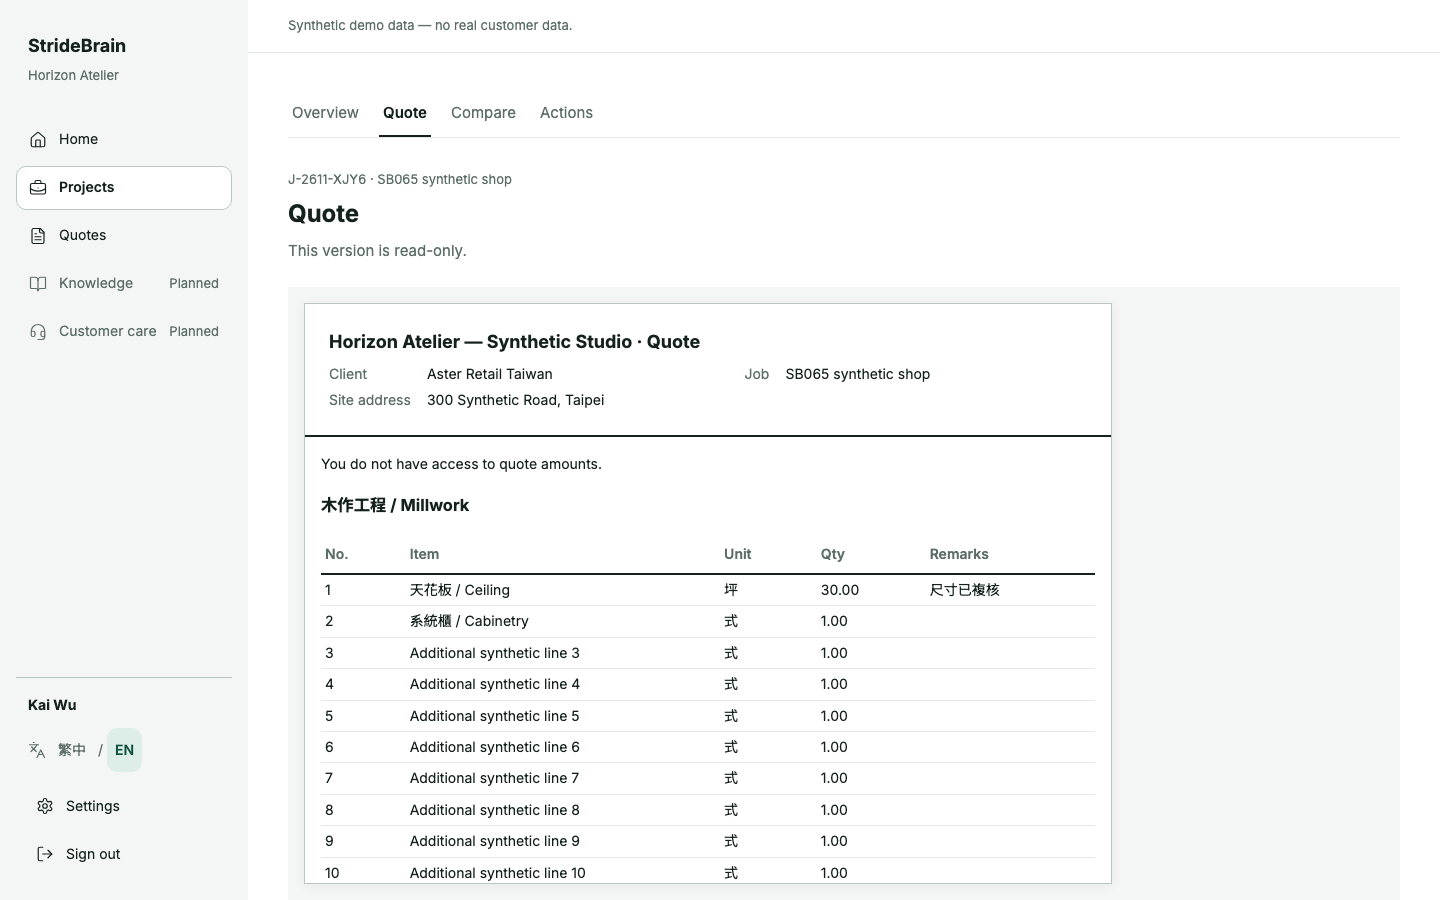 StrideBrain
Horizon Atelier
Home
Projects
Quotes
Knowledge Planned
Customer care Planned
Kai Wu
繁中 / EN
Settings
Sign out
Synthetic demo data — no real customer data.
Overview Quote Compare Actions
J-2611-XJY6 · SB065 synthetic shop
Quote
This version is read-only.
Horizon Atelier — Synthetic Studio · Quote
Client Aster Retail Taiwan Job SB065 synthetic shop
Site address 300 Synthetic Road, Taipei
You do not have access to quote amounts.
木作工程 / Millwork
No. Item Unit Qty Remarks
1 天花板 / Ceiling 坪 30.00 尺寸已複核
2 系統櫃 / Cabinetry 式 1.00
3 Additional synthetic line 3 式 1.00
4 Additional synthetic line 4 式 1.00
5 Additional synthetic line 5 式 1.00
6 Additional synthetic line 6 式 1.00
7 Additional synthetic line 7 式 1.00
8 Additional synthetic line 8 式 1.00
9 Additional synthetic line 9 式 1.00
10 Additional synthetic line 10 式 1.00